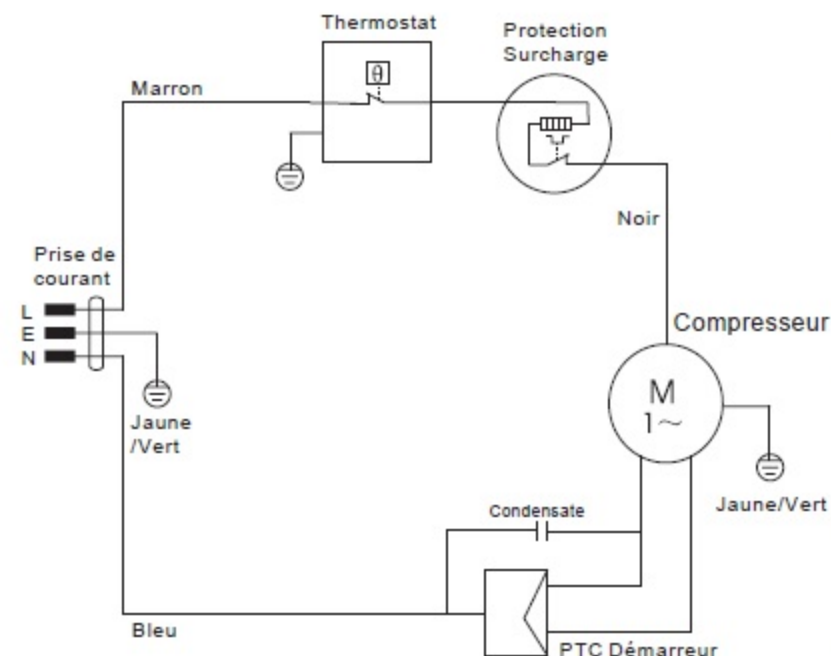 Thermostat
Protection
Surcharge
θ
Marron
Noir
Prise de
courant
L
E
N
Compresseur
M
1~
Jaune
/Vert
Jaune/Vert
Condensate
Bleu
PTC Démarreur